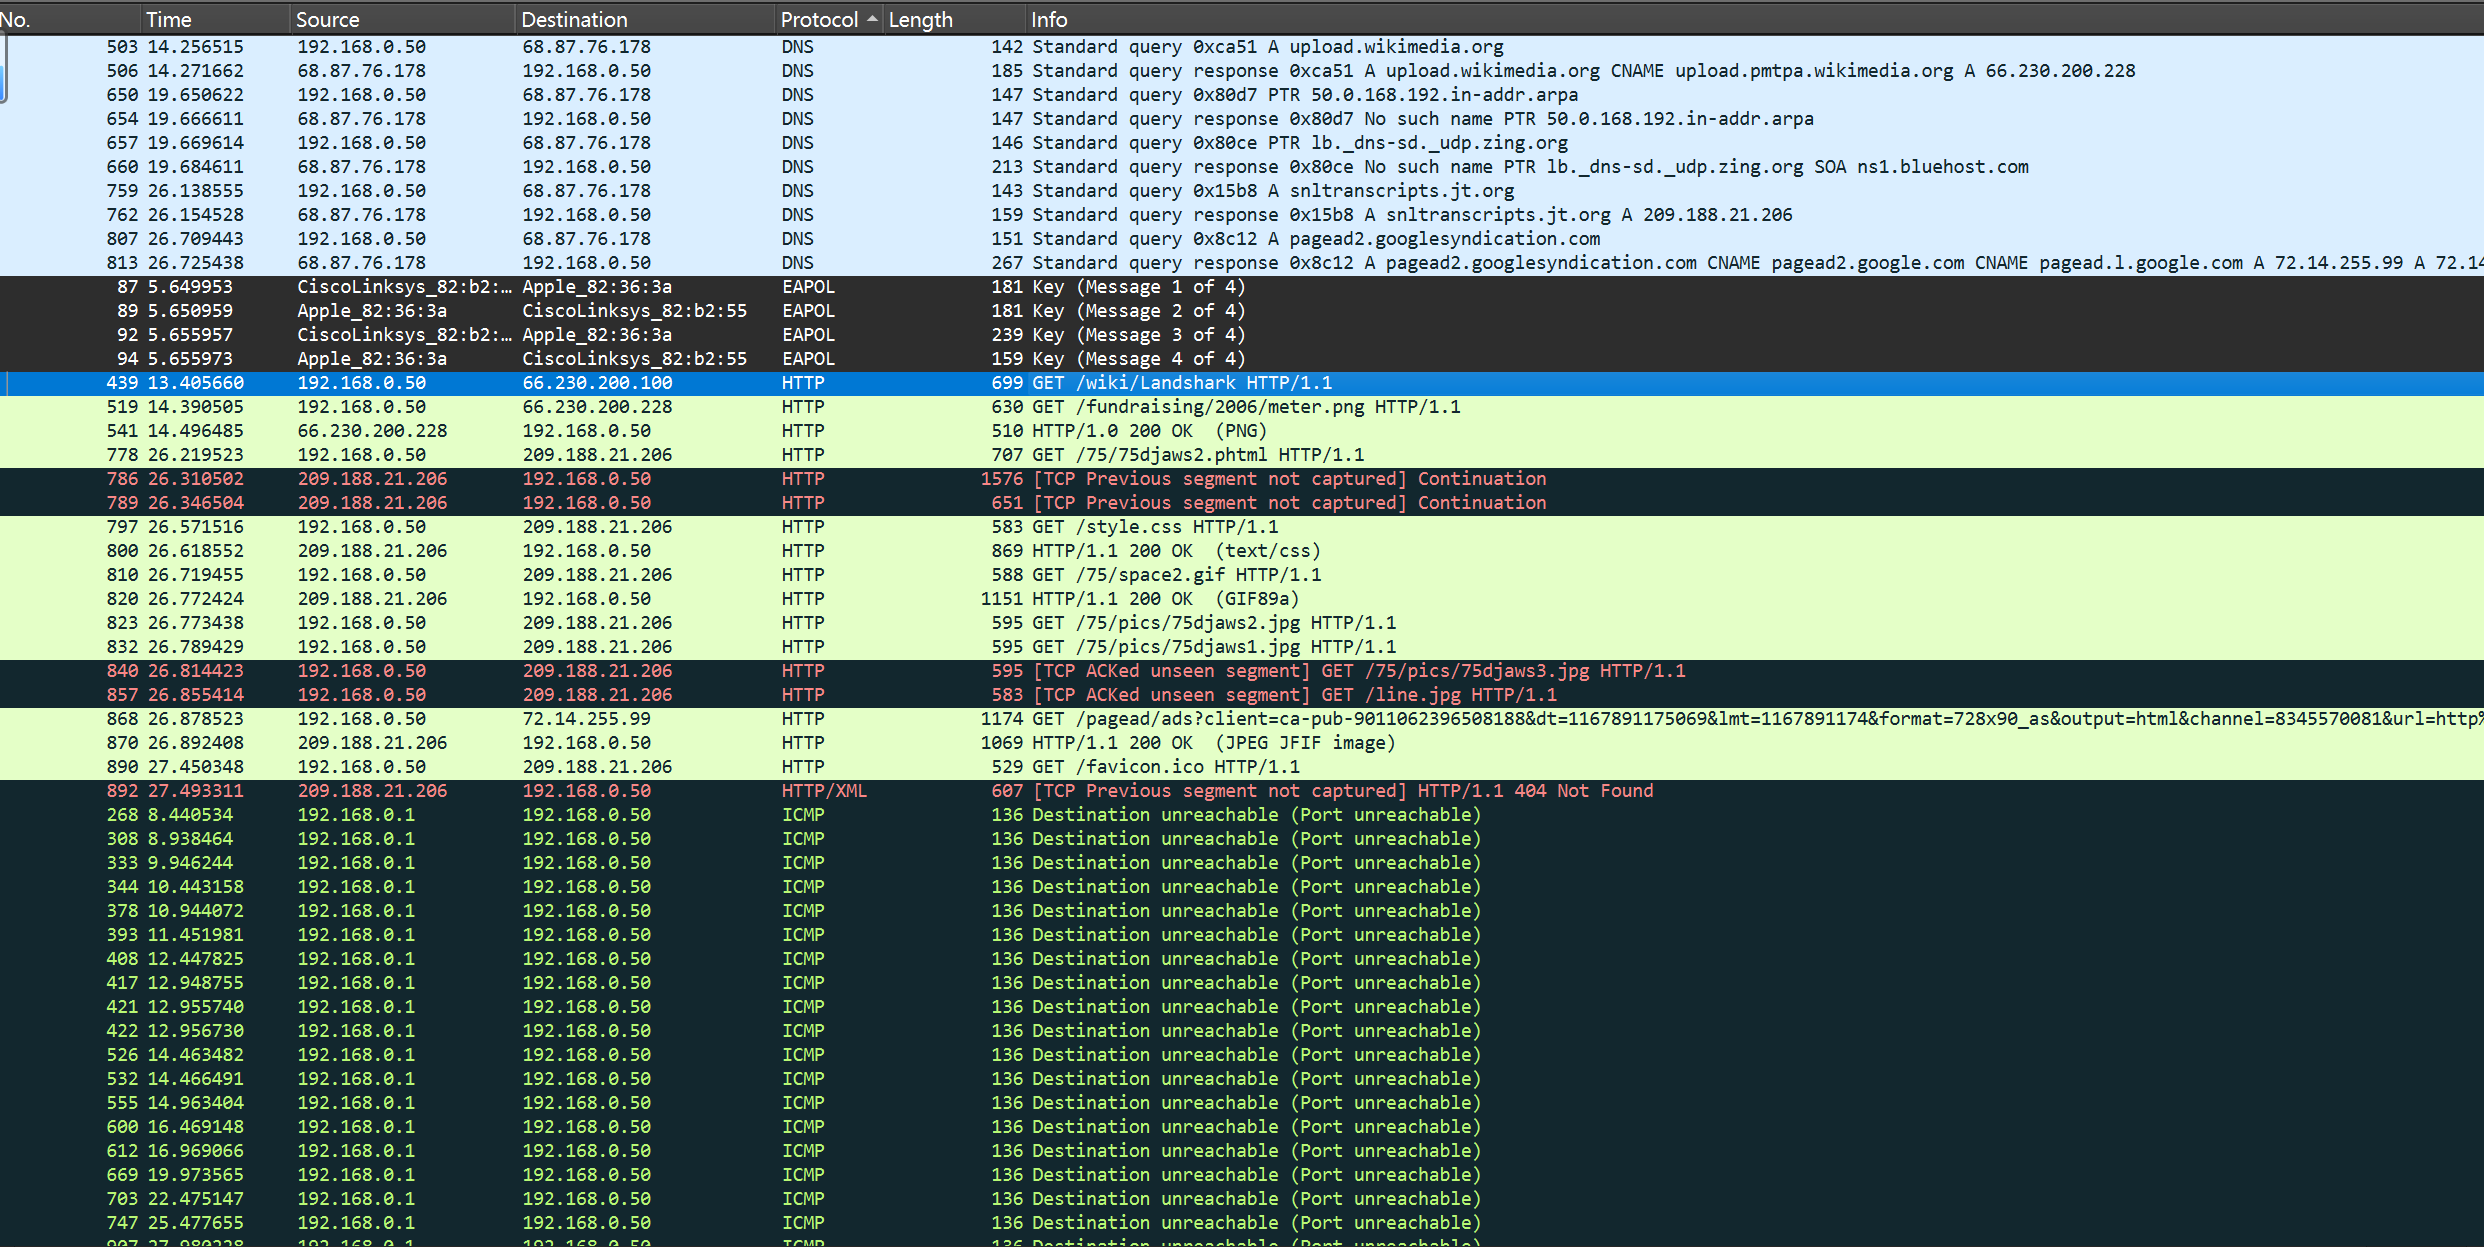 No. Time Source Destination Protocol Length Info
503 14.256515 192.168.0.50 68.87.76.178 DNS 142 Standard query 0xca51 A upload.wikimedia.org
506 14.271662 68.87.76.178 192.168.0.50 DNS 185 Standard query response 0xca51 A upload.wikimedia.org CNAME upload.pmtpa.wikimedia.org A 66.230.200.228
650 19.650622 192.168.0.50 68.87.76.178 DNS 147 Standard query 0x80d7 PTR 50.0.168.192.in-addr.arpa
654 19.666611 68.87.76.178 192.168.0.50 DNS 147 Standard query response 0x80d7 No such name PTR 50.0.168.192.in-addr.arpa
657 19.669614 192.168.0.50 68.87.76.178 DNS 146 Standard query 0x80ce PTR lb._dns-sd._udp.zing.org
660 19.684611 68.87.76.178 192.168.0.50 DNS 213 Standard query response 0x80ce No such name PTR lb._dns-sd._udp.zing.org SOA ns1.bluehost.com
759 26.138555 192.168.0.50 68.87.76.178 DNS 143 Standard query 0x15b8 A snltranscripts.jt.org
762 26.154528 68.87.76.178 192.168.0.50 DNS 159 Standard query response 0x15b8 A snltranscripts.jt.org A 209.188.21.206
807 26.709443 192.168.0.50 68.87.76.178 DNS 151 Standard query 0x8c12 A pagead2.googlesyndication.com
813 26.725438 68.87.76.178 192.168.0.50 DNS 267 Standard query response 0x8c12 A pagead2.googlesyndication.com CNAME pagead2.google.com CNAME pagead.l.google.com A 72.14.255.99 A 72.14
87 5.649953 CiscoLinksys_82:b2:… Apple_82:36:3a EAPOL 181 Key (Message 1 of 4)
89 5.650959 Apple_82:36:3a CiscoLinksys_82:b2:55 EAPOL 181 Key (Message 2 of 4)
92 5.655957 CiscoLinksys_82:b2:… Apple_82:36:3a EAPOL 239 Key (Message 3 of 4)
94 5.655973 Apple_82:36:3a CiscoLinksys_82:b2:55 EAPOL 159 Key (Message 4 of 4)
439 13.405660 192.168.0.50 66.230.200.100 HTTP 699 GET /wiki/Landshark HTTP/1.1
519 14.390505 192.168.0.50 66.230.200.228 HTTP 630 GET /fundraising/2006/meter.png HTTP/1.1
541 14.496485 66.230.200.228 192.168.0.50 HTTP 510 HTTP/1.0 200 OK (PNG)
778 26.219523 192.168.0.50 209.188.21.206 HTTP 707 GET /75/75djaws2.phtml HTTP/1.1
786 26.310502 209.188.21.206 192.168.0.50 HTTP 1576 [TCP Previous segment not captured] Continuation
789 26.346504 209.188.21.206 192.168.0.50 HTTP 651 [TCP Previous segment not captured] Continuation
797 26.571516 192.168.0.50 209.188.21.206 HTTP 583 GET /style.css HTTP/1.1
800 26.618552 209.188.21.206 192.168.0.50 HTTP 869 HTTP/1.1 200 OK (text/css)
810 26.719455 192.168.0.50 209.188.21.206 HTTP 588 GET /75/space2.gif HTTP/1.1
820 26.772424 209.188.21.206 192.168.0.50 HTTP 1151 HTTP/1.1 200 OK (GIF89a)
823 26.773438 192.168.0.50 209.188.21.206 HTTP 595 GET /75/pics/75djaws2.jpg HTTP/1.1
832 26.789429 192.168.0.50 209.188.21.206 HTTP 595 GET /75/pics/75djaws1.jpg HTTP/1.1
840 26.814423 192.168.0.50 209.188.21.206 HTTP 595 [TCP ACKed unseen segment] GET /75/pics/75djaws3.jpg HTTP/1.1
857 26.855414 192.168.0.50 209.188.21.206 HTTP 583 [TCP ACKed unseen segment] GET /line.jpg HTTP/1.1
868 26.878523 192.168.0.50 72.14.255.99 HTTP 1174 GET /pagead/ads?client=ca-pub-9011062396508188&dt=1167891175069&lmt=1167891174&format=728x90_as&output=html&channel=8345570081&url=http%
870 26.892408 209.188.21.206 192.168.0.50 HTTP 1069 HTTP/1.1 200 OK (JPEG JFIF image)
890 27.450348 192.168.0.50 209.188.21.206 HTTP 529 GET /favicon.ico HTTP/1.1
892 27.493311 209.188.21.206 192.168.0.50 HTTP/XML 607 [TCP Previous segment not captured] HTTP/1.1 404 Not Found
268 8.440534 192.168.0.1 192.168.0.50 ICMP 136 Destination unreachable (Port unreachable)
308 8.938464 192.168.0.1 192.168.0.50 ICMP 136 Destination unreachable (Port unreachable)
333 9.946244 192.168.0.1 192.168.0.50 ICMP 136 Destination unreachable (Port unreachable)
344 10.443158 192.168.0.1 192.168.0.50 ICMP 136 Destination unreachable (Port unreachable)
378 10.944072 192.168.0.1 192.168.0.50 ICMP 136 Destination unreachable (Port unreachable)
393 11.451981 192.168.0.1 192.168.0.50 ICMP 136 Destination unreachable (Port unreachable)
408 12.447825 192.168.0.1 192.168.0.50 ICMP 136 Destination unreachable (Port unreachable)
417 12.948755 192.168.0.1 192.168.0.50 ICMP 136 Destination unreachable (Port unreachable)
421 12.955740 192.168.0.1 192.168.0.50 ICMP 136 Destination unreachable (Port unreachable)
422 12.956730 192.168.0.1 192.168.0.50 ICMP 136 Destination unreachable (Port unreachable)
526 14.463482 192.168.0.1 192.168.0.50 ICMP 136 Destination unreachable (Port unreachable)
532 14.466491 192.168.0.1 192.168.0.50 ICMP 136 Destination unreachable (Port unreachable)
555 14.963404 192.168.0.1 192.168.0.50 ICMP 136 Destination unreachable (Port unreachable)
600 16.469148 192.168.0.1 192.168.0.50 ICMP 136 Destination unreachable (Port unreachable)
612 16.969066 192.168.0.1 192.168.0.50 ICMP 136 Destination unreachable (Port unreachable)
669 19.973565 192.168.0.1 192.168.0.50 ICMP 136 Destination unreachable (Port unreachable)
703 22.475147 192.168.0.1 192.168.0.50 ICMP 136 Destination unreachable (Port unreachable)
747 25.477655 192.168.0.1 192.168.0.50 ICMP 136 Destination unreachable (Port unreachable)
192.168.0.1 192.168.0.50 ICMP 136 Destination unreachable (Port unreachable)